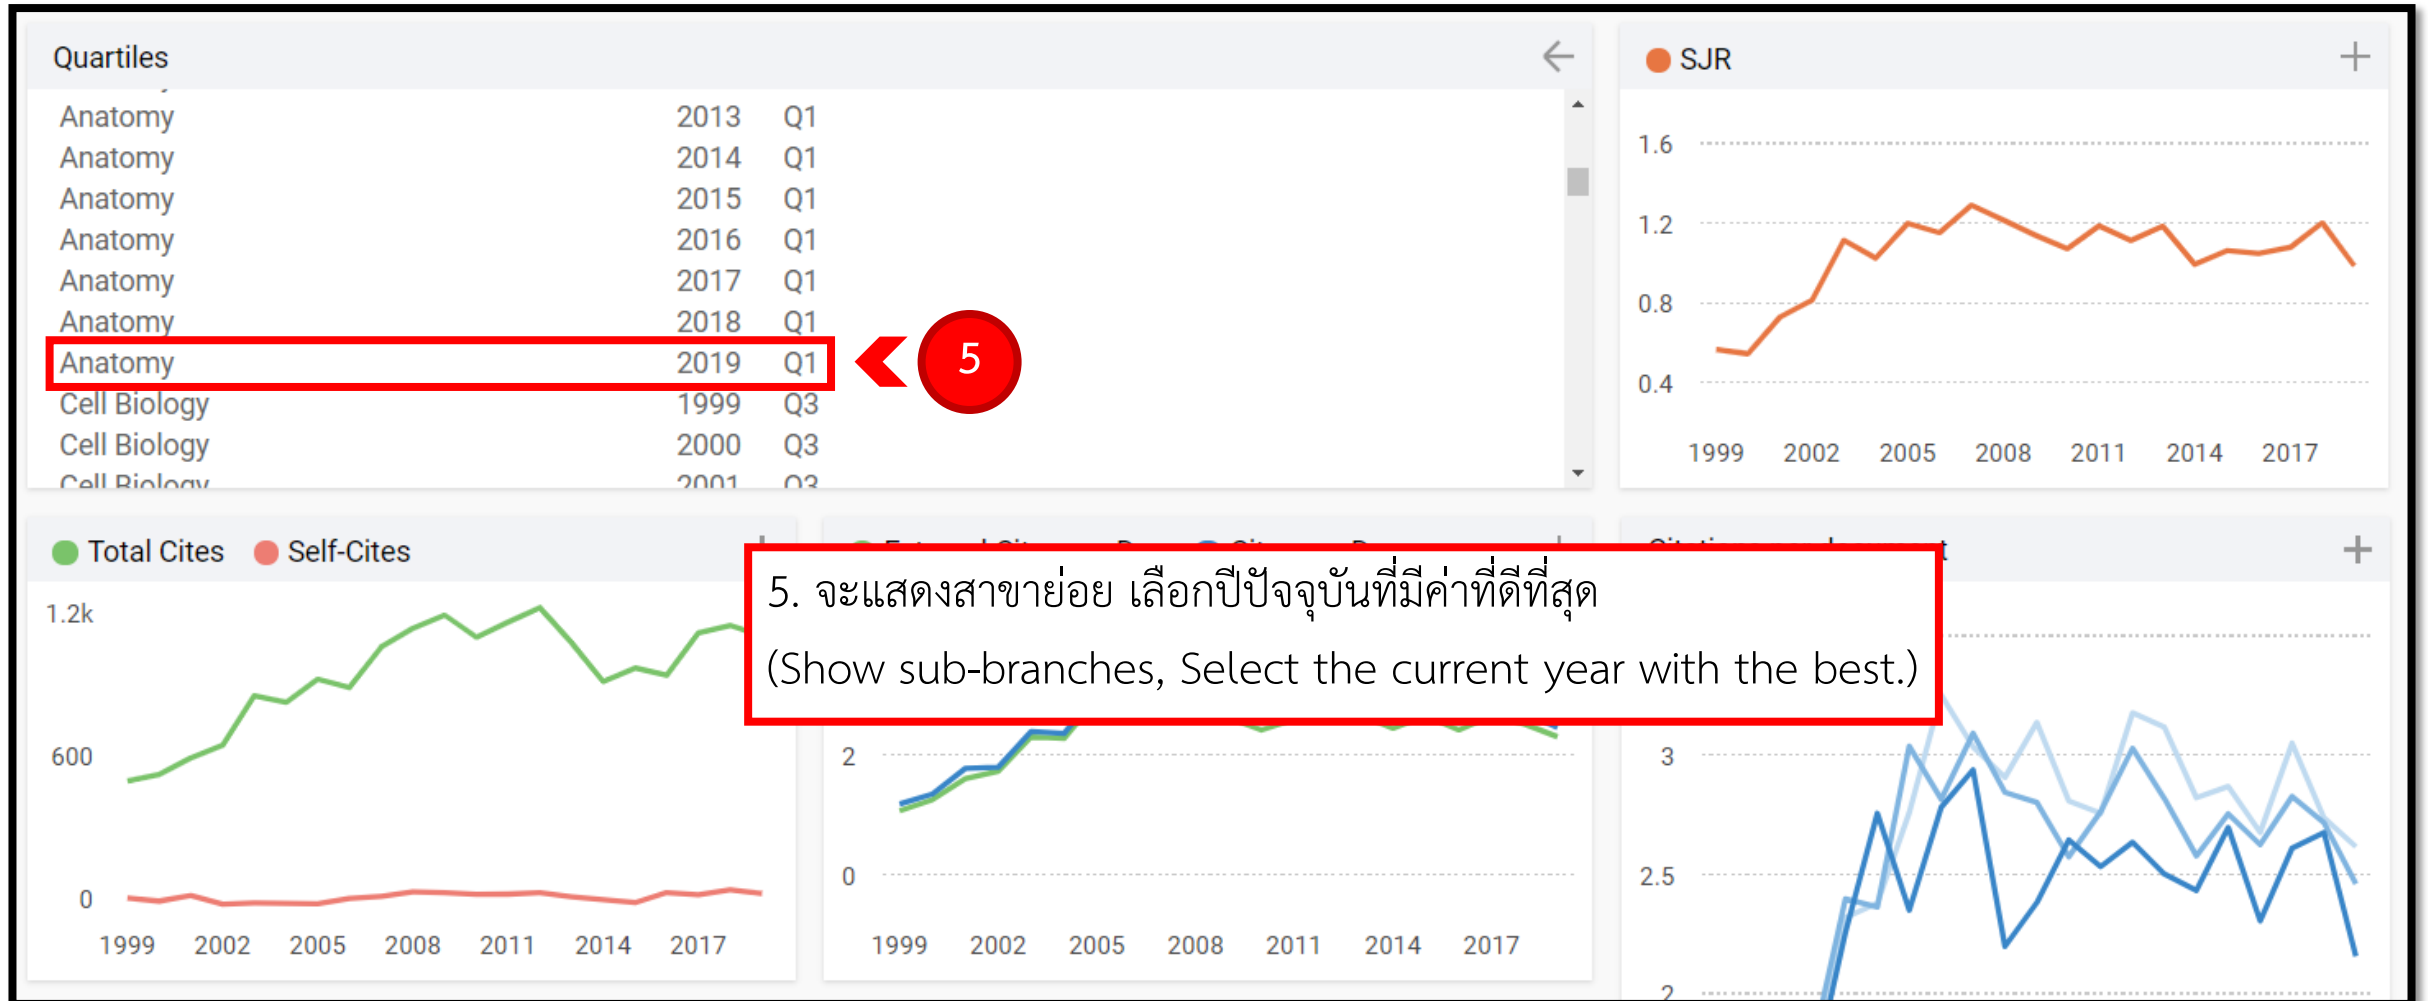 Quartiles
Anatomy 2013 Q1
Anatomy 2014 Q1
Anatomy 2015 Q1
Anatomy 2016 Q1
Anatomy 2017 Q1
Anatomy 2018 Q1
Anatomy 2019 Q1
5
Cell Biology 1999 Q3
Cell Biology 2000 Q3
Cell Biology 2001 Q3
SJR
1.6
1.2
0.8
0.4
1999 2002 2005 2008 2011 2014 2017
Total Cites Self-Cites
1.2k
600
0
1999 2002 2005 2008 2011 2014 2017
5. จะแสดงสาขาย่อย เลือกปีปัจจุบันที่มีค่าที่ดีที่สุด
(Show sub-branches, Select the current year with the best.)
2
0
1999 2002 2005 2008 2011 2014 2017
3
2.5
2